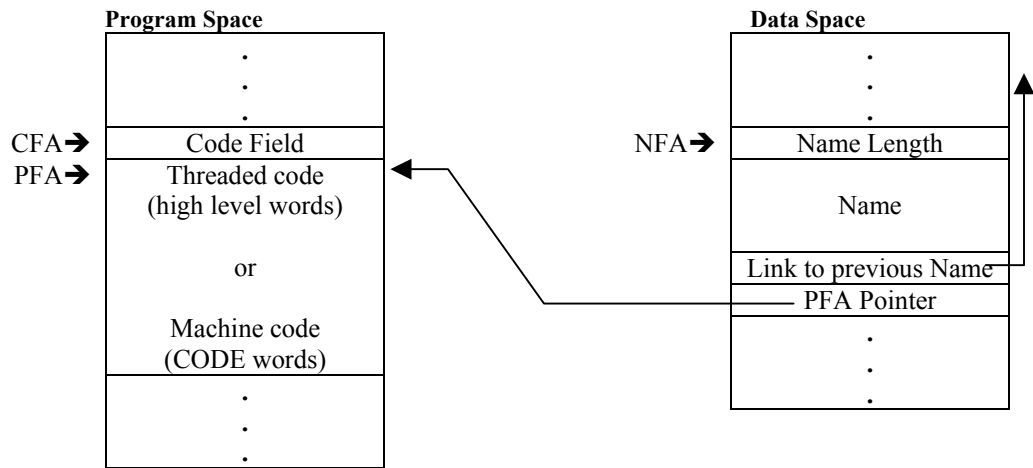 Program Space
.
.
.
CFA➔ Code Field
PFA➔ Threaded code
(high level words)
or
Machine code
(CODE words)
.
.
.
Data Space
.
.
.
NFA➔ Name Length
Name
Link to previous Name
PFA Pointer
.
.
.